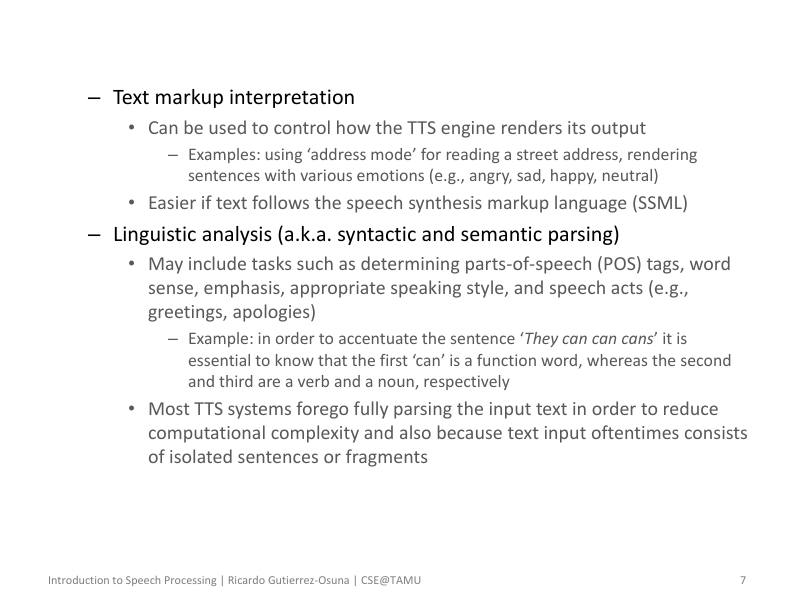 – Text markup interpretation
• Can be used to control how the TTS engine renders its output
– Examples: using ‘address mode’ for reading a street address, rendering
sentences with various emotions (e.g., angry, sad, happy, neutral)
• Easier if text follows the speech synthesis markup language (SSML)
– Linguistic analysis (a.k.a. syntactic and semantic parsing)
• May include tasks such as determining parts-of-speech (POS) tags, word
sense, emphasis, appropriate speaking style, and speech acts (e.g.,
greetings, apologies)
– Example: in order to accentuate the sentence ‘They can can cans’ it is
essential to know that the first ‘can’ is a function word, whereas the second
and third are a verb and a noun, respectively
• Most TTS systems forego fully parsing the input text in order to reduce
computational complexity and also because text input oftentimes consists
of isolated sentences or fragments
Introduction to Speech Processing | Ricardo Gutierrez-Osuna | CSE@TAMU 7